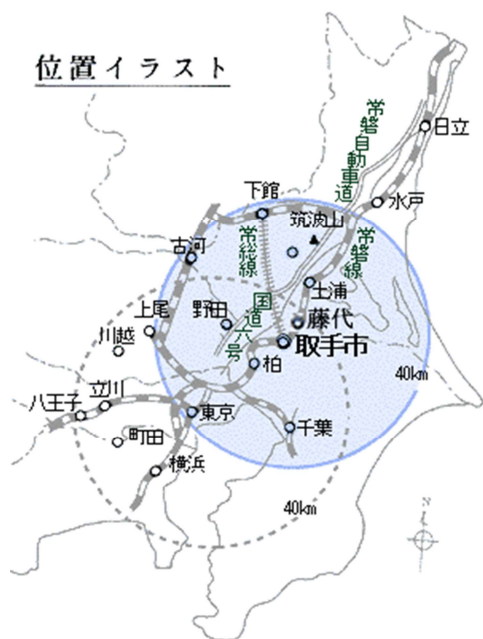 位置イラスト
常磐自動車道
日立
下館
水戸
筑波山
古河
常総線
常磐線
土浦
上尾
野田
国道六号
藤代
川越
取手市
柏
40km
立川
八王子
東京
千葉
町田
横浜
40km
N